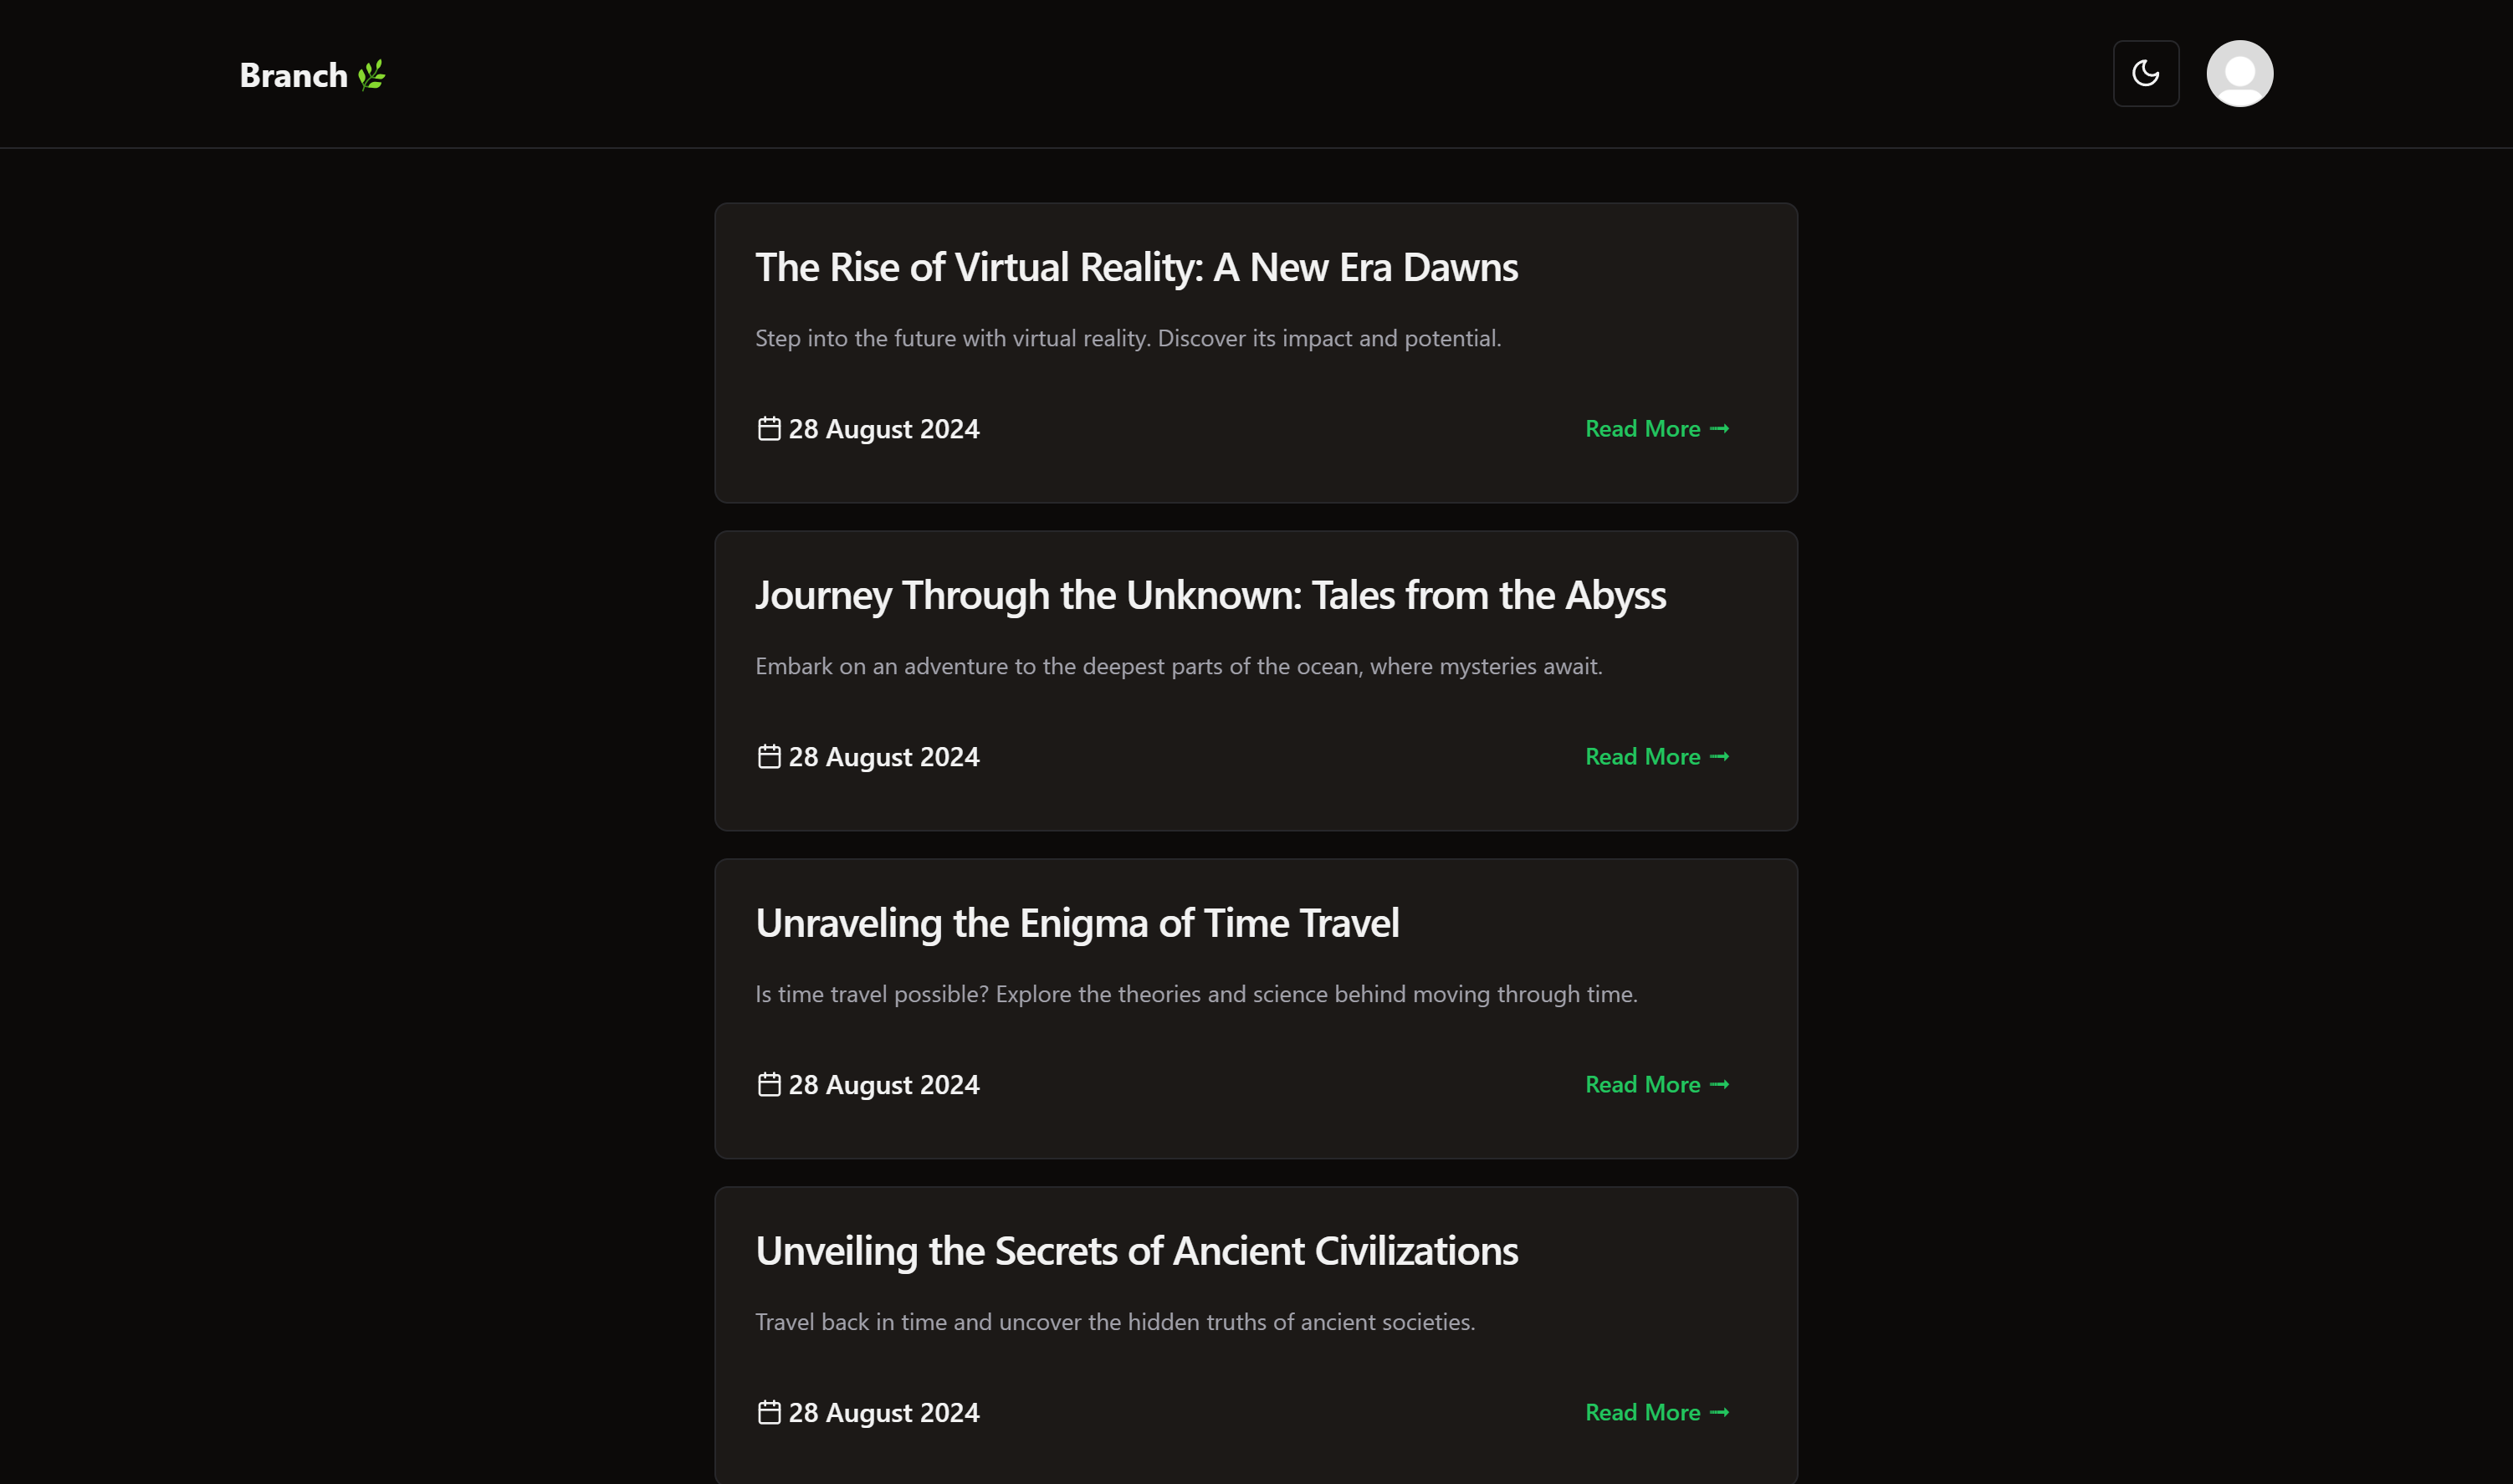 Branch
The Rise of Virtual Reality: A New Era Dawns
Step into the future with virtual reality. Discover its impact and potential.
28 August 2024
Read More →
Journey Through the Unknown: Tales from the Abyss
Embark on an adventure to the deepest parts of the ocean, where mysteries await.
28 August 2024
Read More →
Unraveling the Enigma of Time Travel
Is time travel possible? Explore the theories and science behind moving through time.
28 August 2024
Read More →
Unveiling the Secrets of Ancient Civilizations
Travel back in time and uncover the hidden truths of ancient societies.
28 August 2024
Read More →